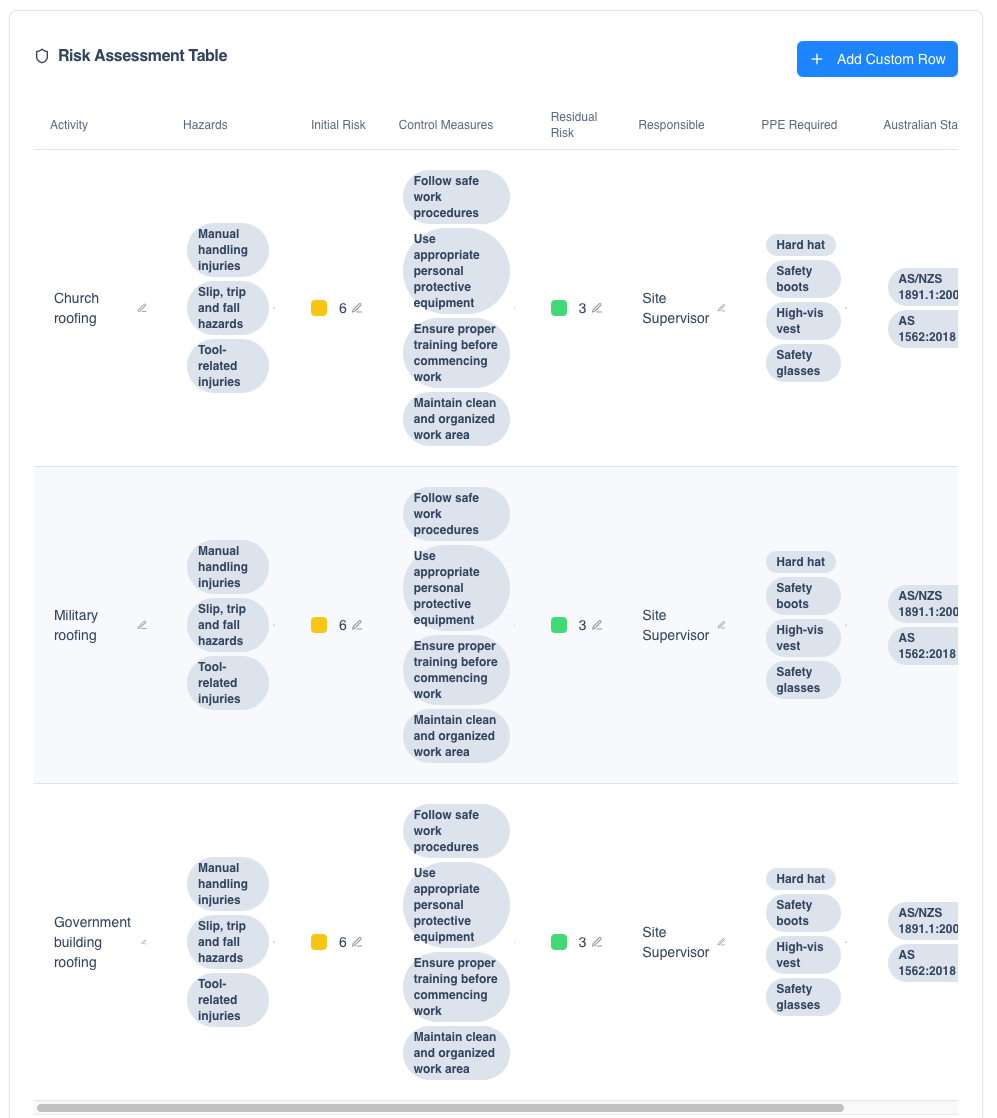 Risk Assessment Table
Add Custom Row
Activity
Hazards
Initial Risk
Control Measures
Residual
Risk
Responsible
PPE Required
Australian Sta
Church
roofing
Manual
handling
injuries
Slip, trip
and fall
hazards
Tool-
related
injuries
6
Follow safe
work
procedures
Use
appropriate
personal
protective
equipment
Ensure proper
training before
commencing
work
Maintain clean
and organized
work area
3
Site
Supervisor
Hard hat
Safety
boots
High-vis
vest
Safety
glasses
AS/NZS
1891.1:200
AS
1562:2018
Military
roofing
Manual
handling
injuries
Slip, trip
and fall
hazards
Tool-
related
injuries
6
Follow safe
work
procedures
Use
appropriate
personal
protective
equipment
Ensure proper
training before
commencing
work
Maintain clean
and organized
work area
3
Site
Supervisor
Hard hat
Safety
boots
High-vis
vest
Safety
glasses
AS/NZS
1891.1:200
AS
1562:2018
Government
building
roofing
Manual
handling
injuries
Slip, trip
and fall
hazards
Tool-
related
injuries
6
Follow safe
work
procedures
Use
appropriate
personal
protective
equipment
Ensure proper
training before
commencing
work
Maintain clean
and organized
work area
3
Site
Supervisor
Hard hat
Safety
boots
High-vis
vest
Safety
glasses
AS/NZS
1891.1:200
AS
1562:2018